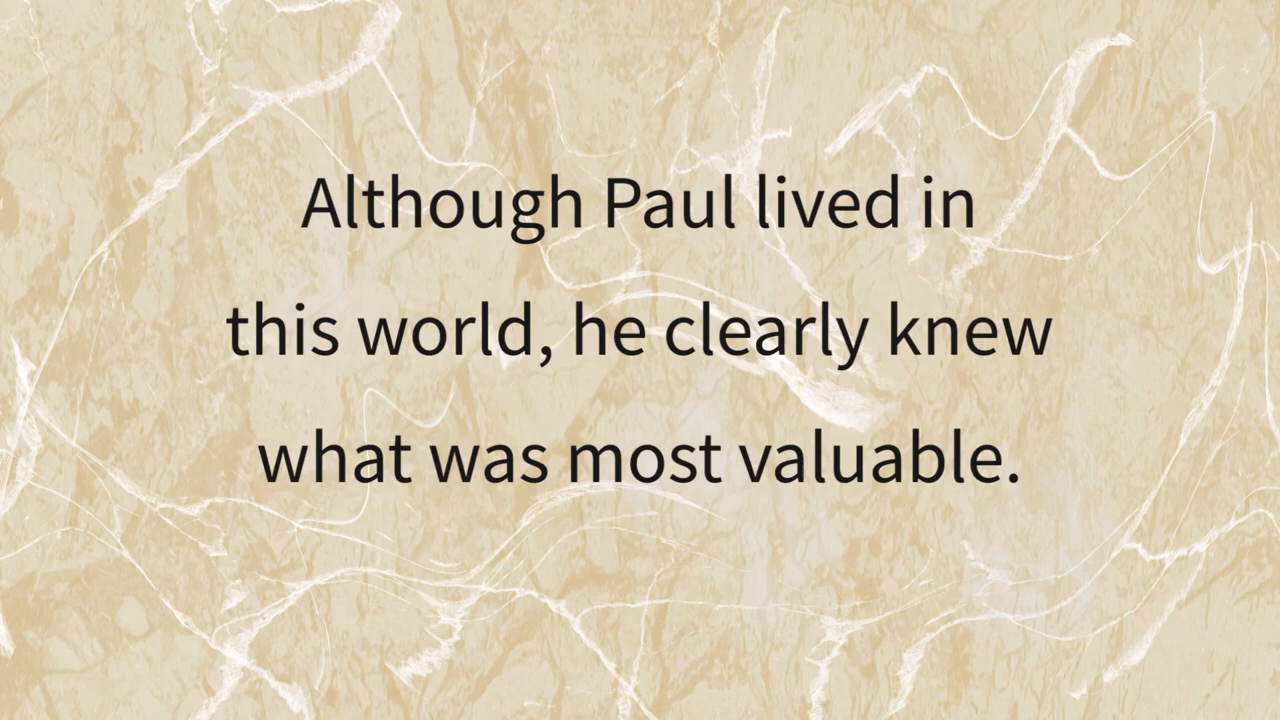 Although Paul lived in
this world, he clearly knew
what was most valuable.